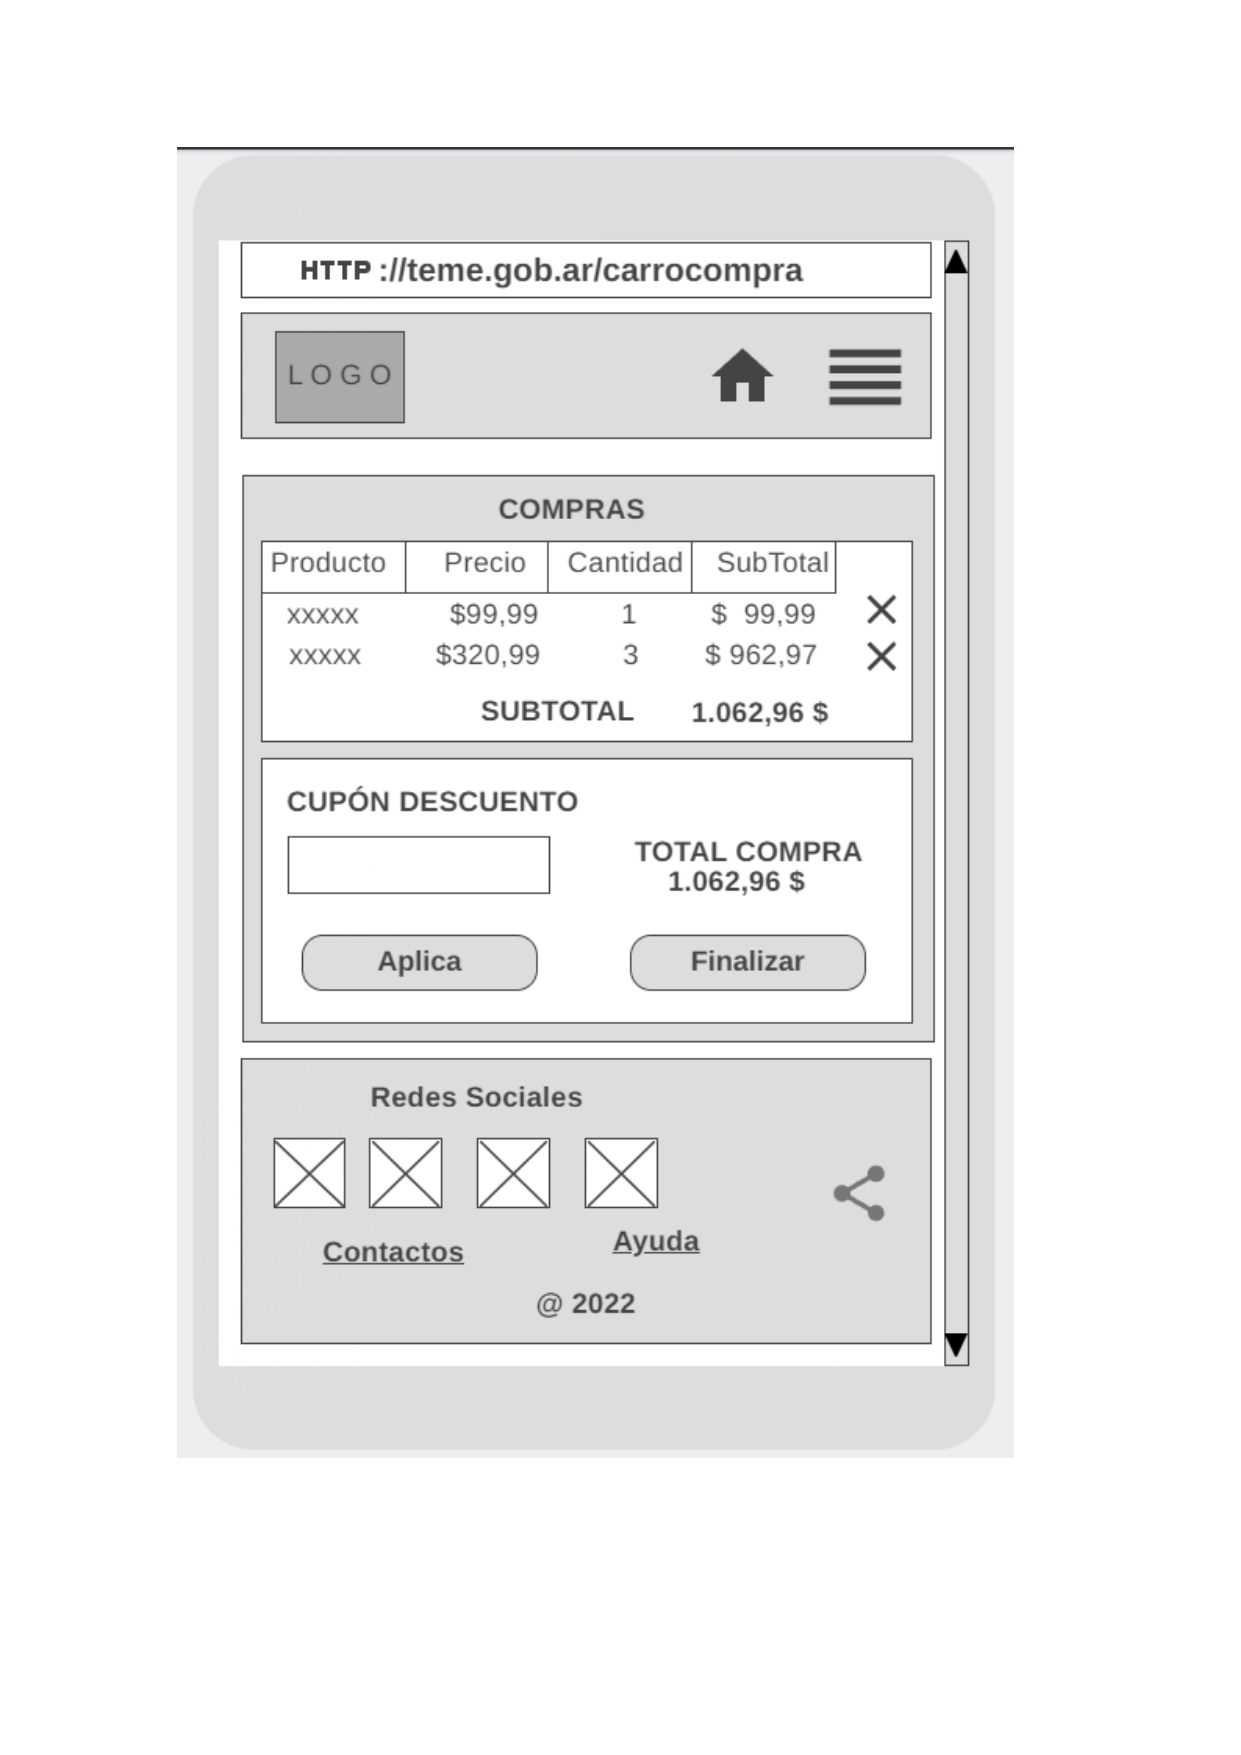 HTTP ://teme.gob.ar/carrocompra
LOGO
COMPRAS
Producto Precio Cantidad SubTotal
xxxxx $99,99 1 $ 99,99
xxxxx $320,99 3 $ 962,97
SUBTOTAL 1.062,96 $
CUPÓN DESCUENTO
TOTAL COMPRA
1.062,96 $
Aplica Finalizar
Redes Sociales
Contactos Ayuda
@ 2022